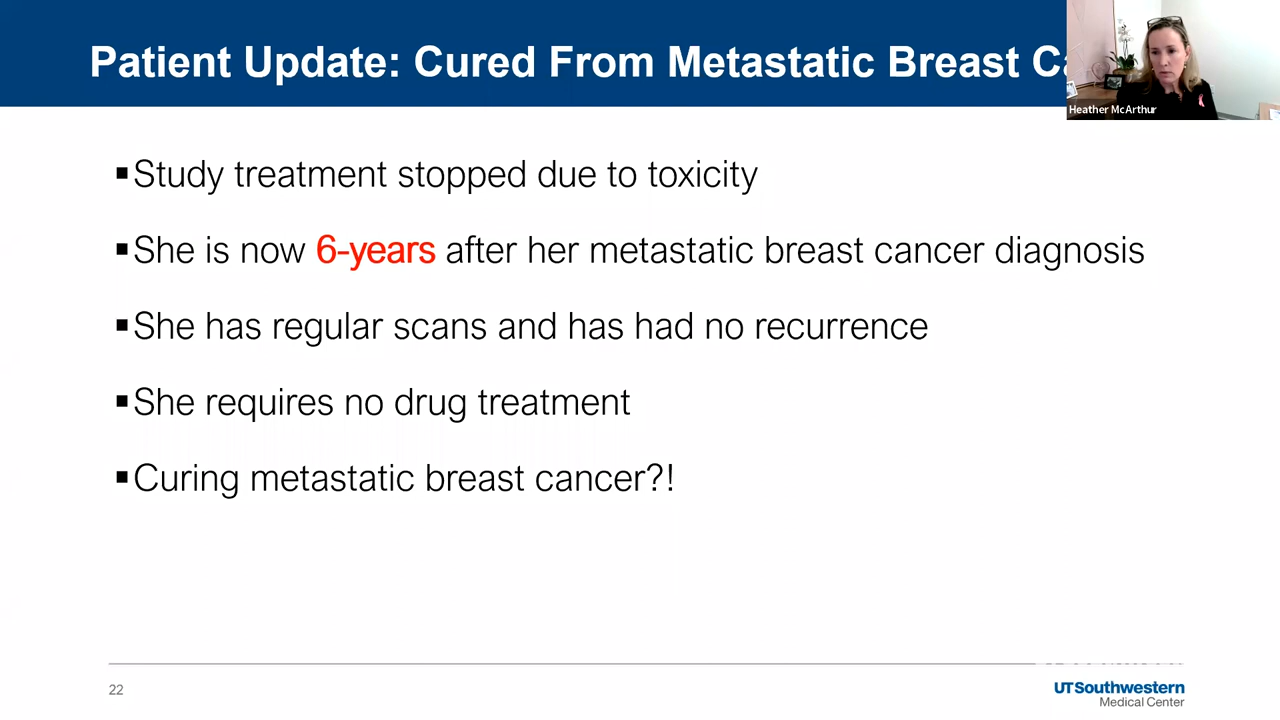 Patient Update: Cured From Metastatic Breast Ca
Heather McArthur
▪Study treatment stopped due to toxicity
▪She is now 6-years after her metastatic breast cancer diagnosis
▪She has regular scans and has had no recurrence
▪She requires no drug treatment
▪Curing metastatic breast cancer?!
22
UTSouthwestern
Medical Center